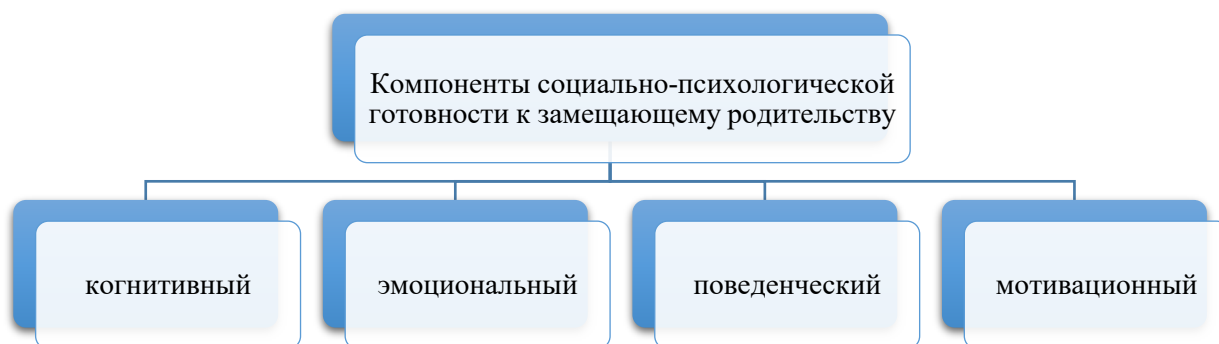 Компоненты социально-психологической
готовности к замещающему родительству
когнитивный
эмоциональный
поведенческий
мотивационный